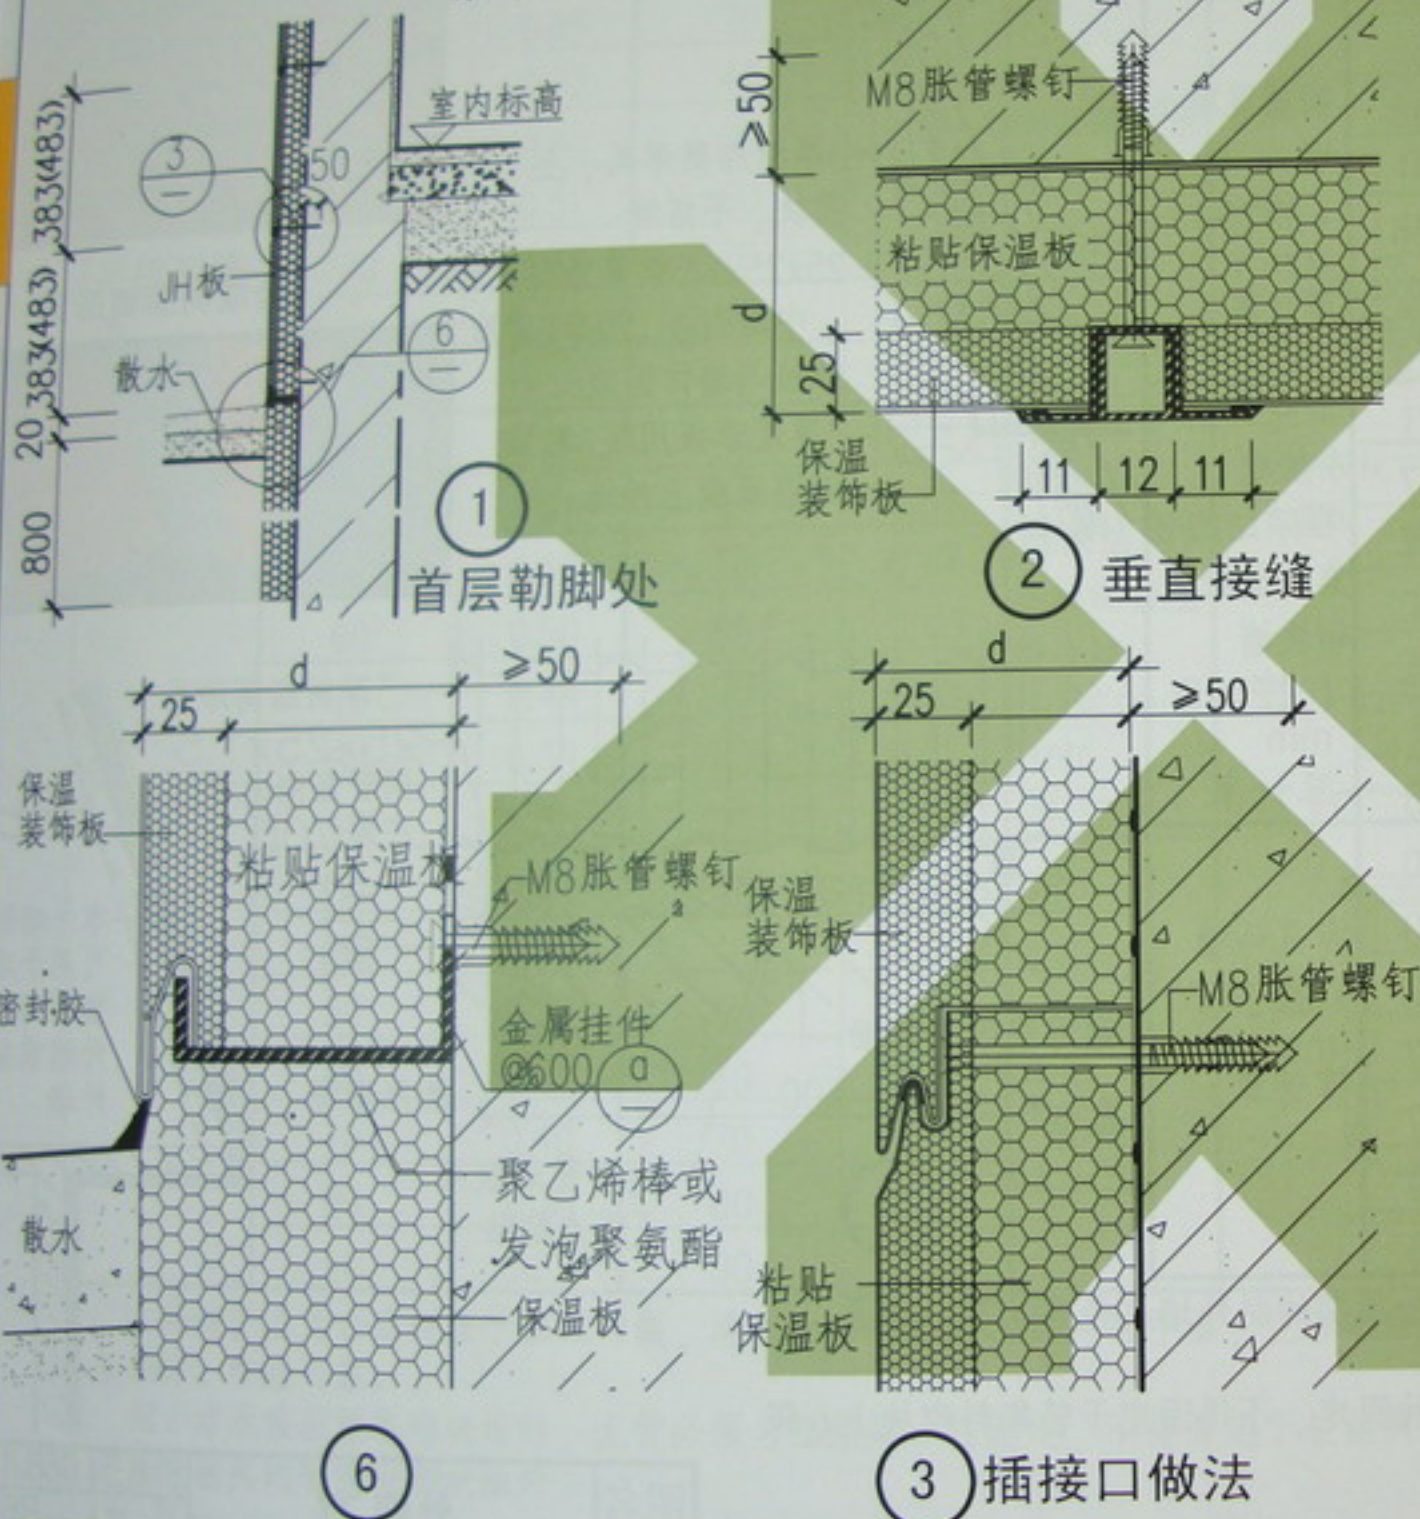 室内标高
3
50
383(483)
JH板
383(483)
6
散水
20
800
1
首层勒脚处
M8胀管螺钉
≥50
粘贴保温板
d
25
保温
装饰板
11 12 11
2 垂直接缝
d
≥50
25
保温
装饰板
粘贴保温板
M8胀管螺钉
密封胶
金属挂件
@600
a
聚乙烯棒或
发泡聚氨酯
散水
保温板
6
d
25
≥50
保温
装饰板
M8胀管螺钉
粘贴
保温板
3 插接口做法